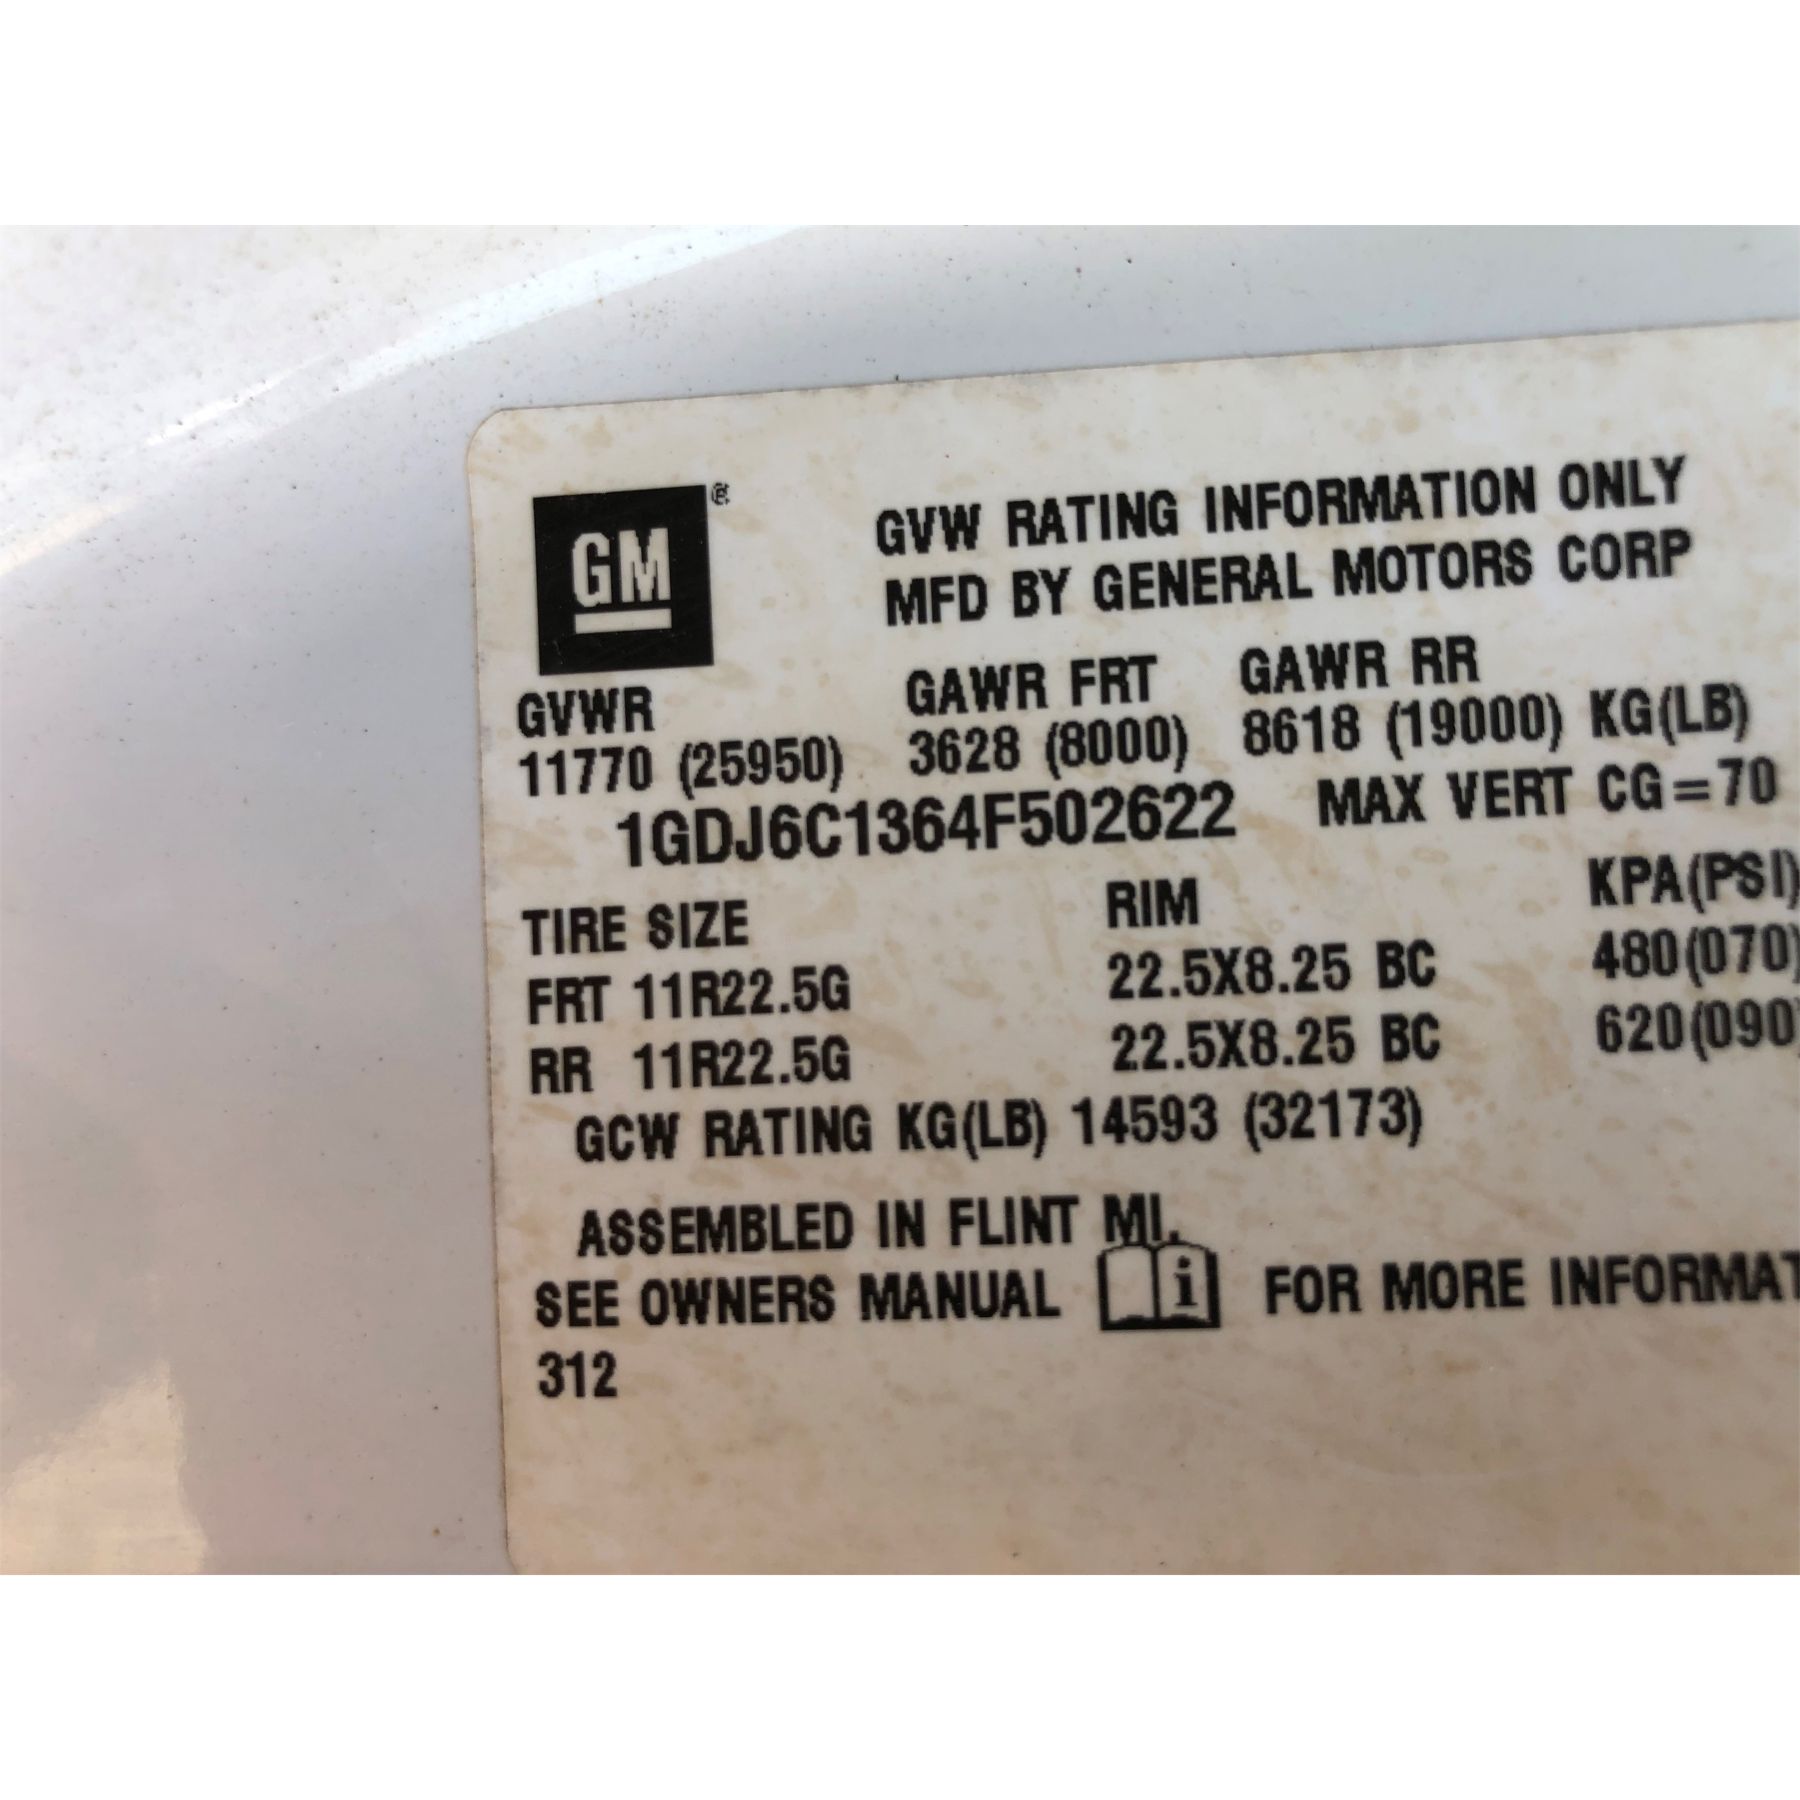 GM®
GVW RATING INFORMATION ONLY
MFD BY GENERAL MOTORS CORP
GVWR GAWR FRT GAWR RR
11770 (25950) 3628 (8000) 8618 (19000) KG(LB)
1GDJ6C1364F502622 MAX VERT CG=70
TIRE SIZE RIM KPA(PSI)
FRT 11R22.5G 22.5X8.25 BC 480(070)
RR 11R22.5G 22.5X8.25 BC 620(090)
GCW RATING KG(LB) 14593 (32173)
ASSEMBLED IN FLINT MI.
SEE OWNERS MANUAL i FOR MORE INFORMAT
312